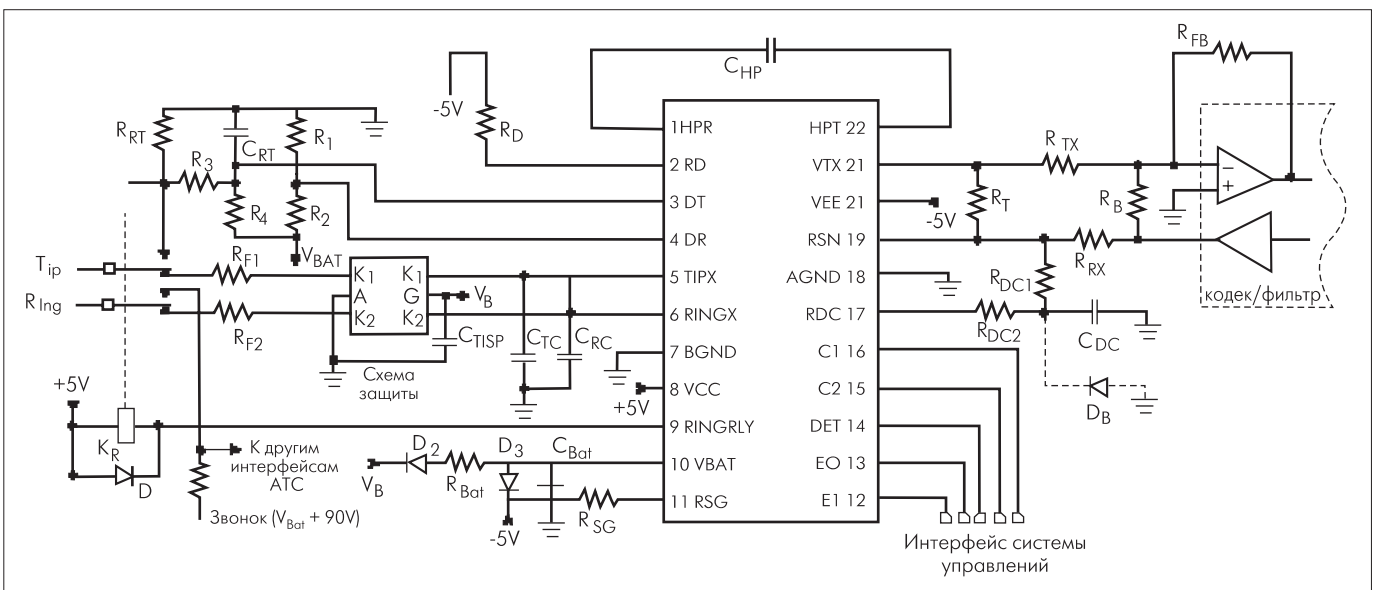 R_FB
C_HP
-5V
R_D
R_RT
C_RT
R_1
R_3
R_4
R_2
V_BAT
1HPR
2 RD
3 DT
4 DR
5 TIPX
6 RINGX
7 BGND
8 VCC
9 RINGRLY
10 VBAT
11 RSG
HPT 22
VTX 21
VEE 21
RSN 19
AGND 18
RDC 17
C1 16
C2 15
DET 14
EO 13
E1 12
R_TX
R_T
R_B
-5V
R_RX
R_DC1
R_DC2
C_DC
D_B
−
+
кодек/фильтр
T_ip
R_Ing
R_F1
R_F2
K_1
A
K_2
K_1
G
K_2
V_B
C_TISP
C_TC
C_RC
Схема
защиты
+5V
+5V
K_R
D
К другим
интерфейсам
АТС
Звонок (V_Bat + 90V)
D_2
V_B
R_Bat
D_3
C_Bat
-5V
R_SG
Интерфейс системы
управлений